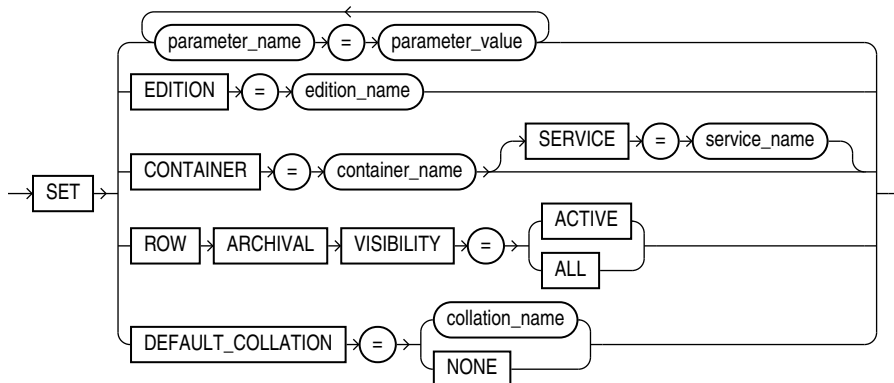 parameter_name = parameter_value
EDITION = edition_name
SERVICE = service_name
CONTAINER = container_name
SET
ROW ARCHIVAL VISIBILITY =
ACTIVE
ALL
collation_name
DEFAULT_COLLATION =
NONE